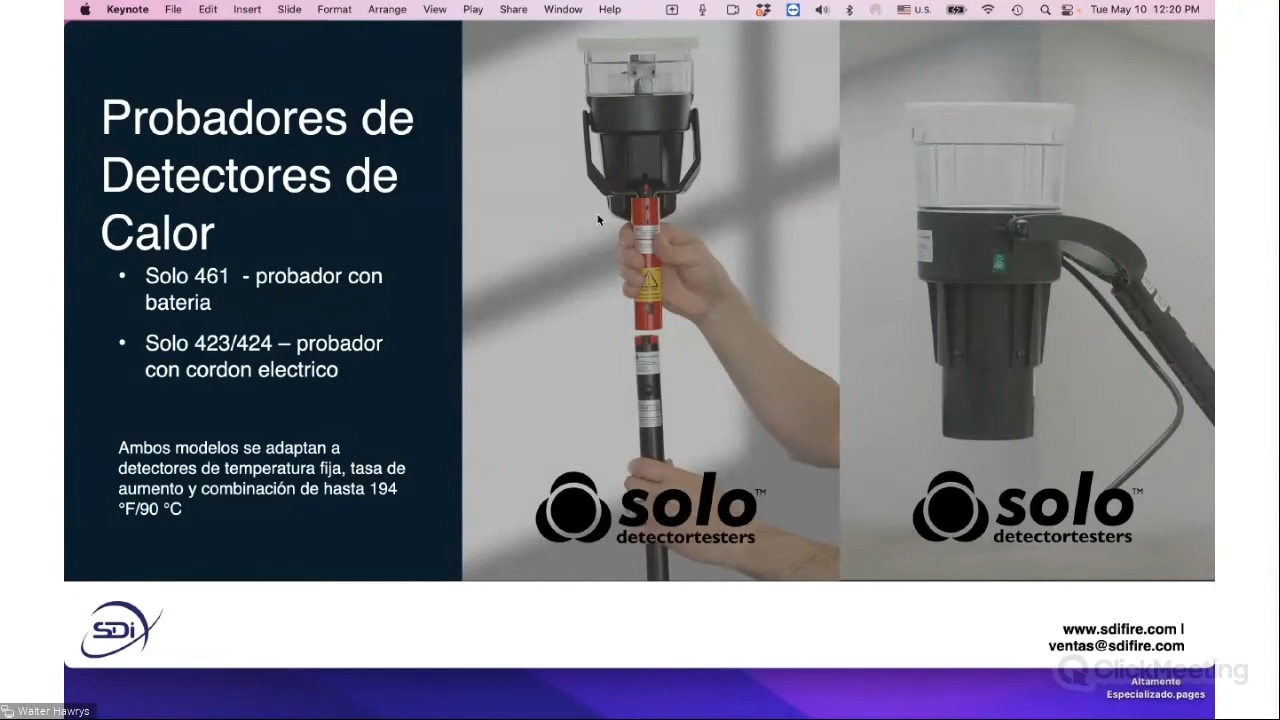 Keynote File Edit Insert Slide Format Arrange View Play Share Window Help U.S. Tue May 10 12:20 PM
Probadores de
Detectores de
Calor
• Solo 461 - probador con
bateria
• Solo 423/424 – probador
con cordon electrico
Ambos modelos se adaptan a
detectores de temperatura fija, tasa de
aumento y combinación de hasta 194
°F/90 °C
solo™
detectortesters
solo™
detectortesters
SDi
www.sdifire.com |
ventas@sdifire.com
ClickMeeting
Altamente
Especializado.pages
Walter Hawrys